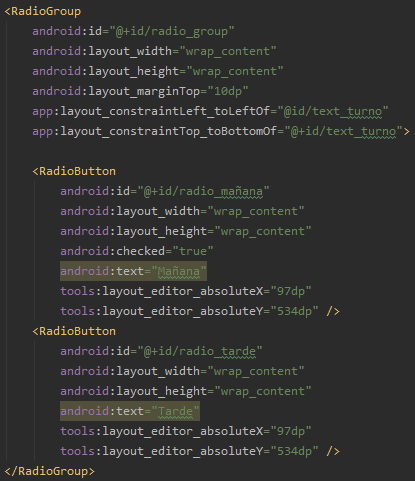 <RadioGroup
android:id="@+id/radio_group"
android:layout_width="wrap_content"
android:layout_height="wrap_content"
android:layout_marginTop="10dp"
app:layout_constraintLeft_toLeftOf="@id/text_turno"
app:layout_constraintTop_toBottomOf="@+id/text_turno">
<RadioButton
android:id="@+id/radio_mañana"
android:layout_width="wrap_content"
android:layout_height="wrap_content"
android:checked="true"
android:text="Mañana"
tools:layout_editor_absoluteX="97dp"
tools:layout_editor_absoluteY="534dp" />
<RadioButton
android:id="@+id/radio_tarde"
android:layout_width="wrap_content"
android:layout_height="wrap_content"
android:text="Tarde"
tools:layout_editor_absoluteX="97dp"
tools:layout_editor_absoluteY="534dp" />
</RadioGroup>